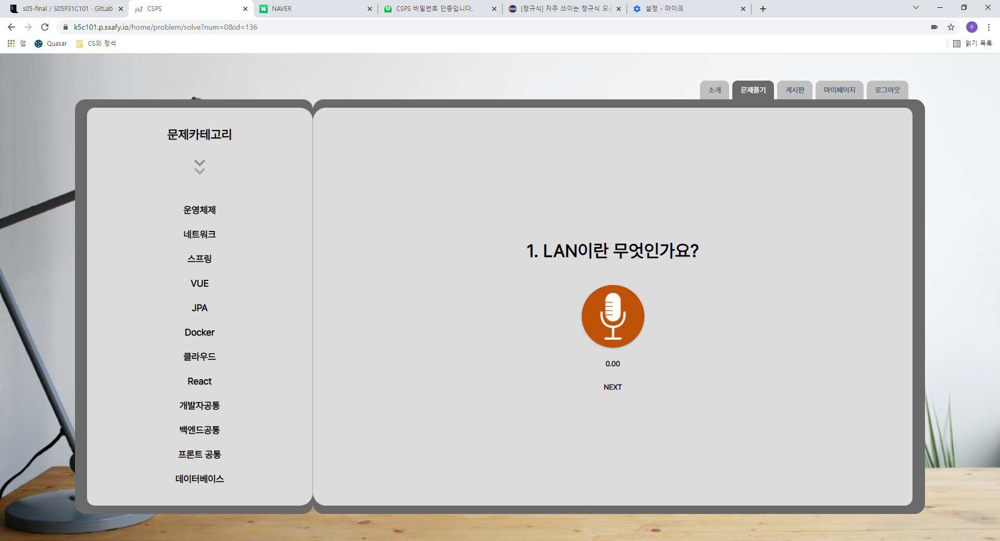 s05-final / S05P31C101 · GitLab
CSPS
NAVER
CSPS 비밀번호 인증입니다.
[정규식] 자주 쓰이는 정규식 모음
설정 - 마이크
k5c101.p.ssafy.io/home/problem/solve?num=0&id=136
두
앱
Quasar
CS의 정석
읽기 목록
소개
문제풀기
게시판
마이페이지
로그아웃
문제카테고리
운영체제
네트워크
스프링
VUE
JPA
Docker
클라우드
React
개발자공통
백엔드공통
프론트 공통
데이터베이스
1. LAN이란 무엇인가요?
0.00
NEXT